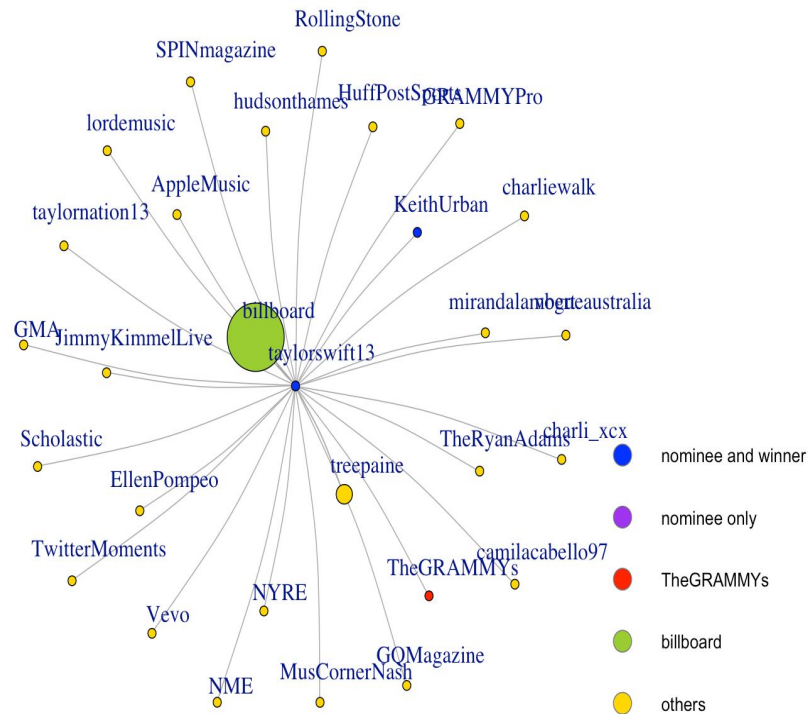 RollingStone
SPINmagazine
hudsonthames
HuffPostSports
GRAMMYPro
lordemusic
AppleMusic
charliewalk
taylornation13
KeithUrban
billboard
mirandalambert
vogueaustralia
GMA
JimmyKimmelLive
taylorswift13
Scholastic
TheRyanAdams
charli_xcx
nominee and winner
treepaine
EllenPompeo
nominee only
TwitterMoments
camilacabello97
TheGRAMMYs
TheGRAMMYs
NYRE
Vevo
billboard
GQMagazine
MusCornerNash
NME
others